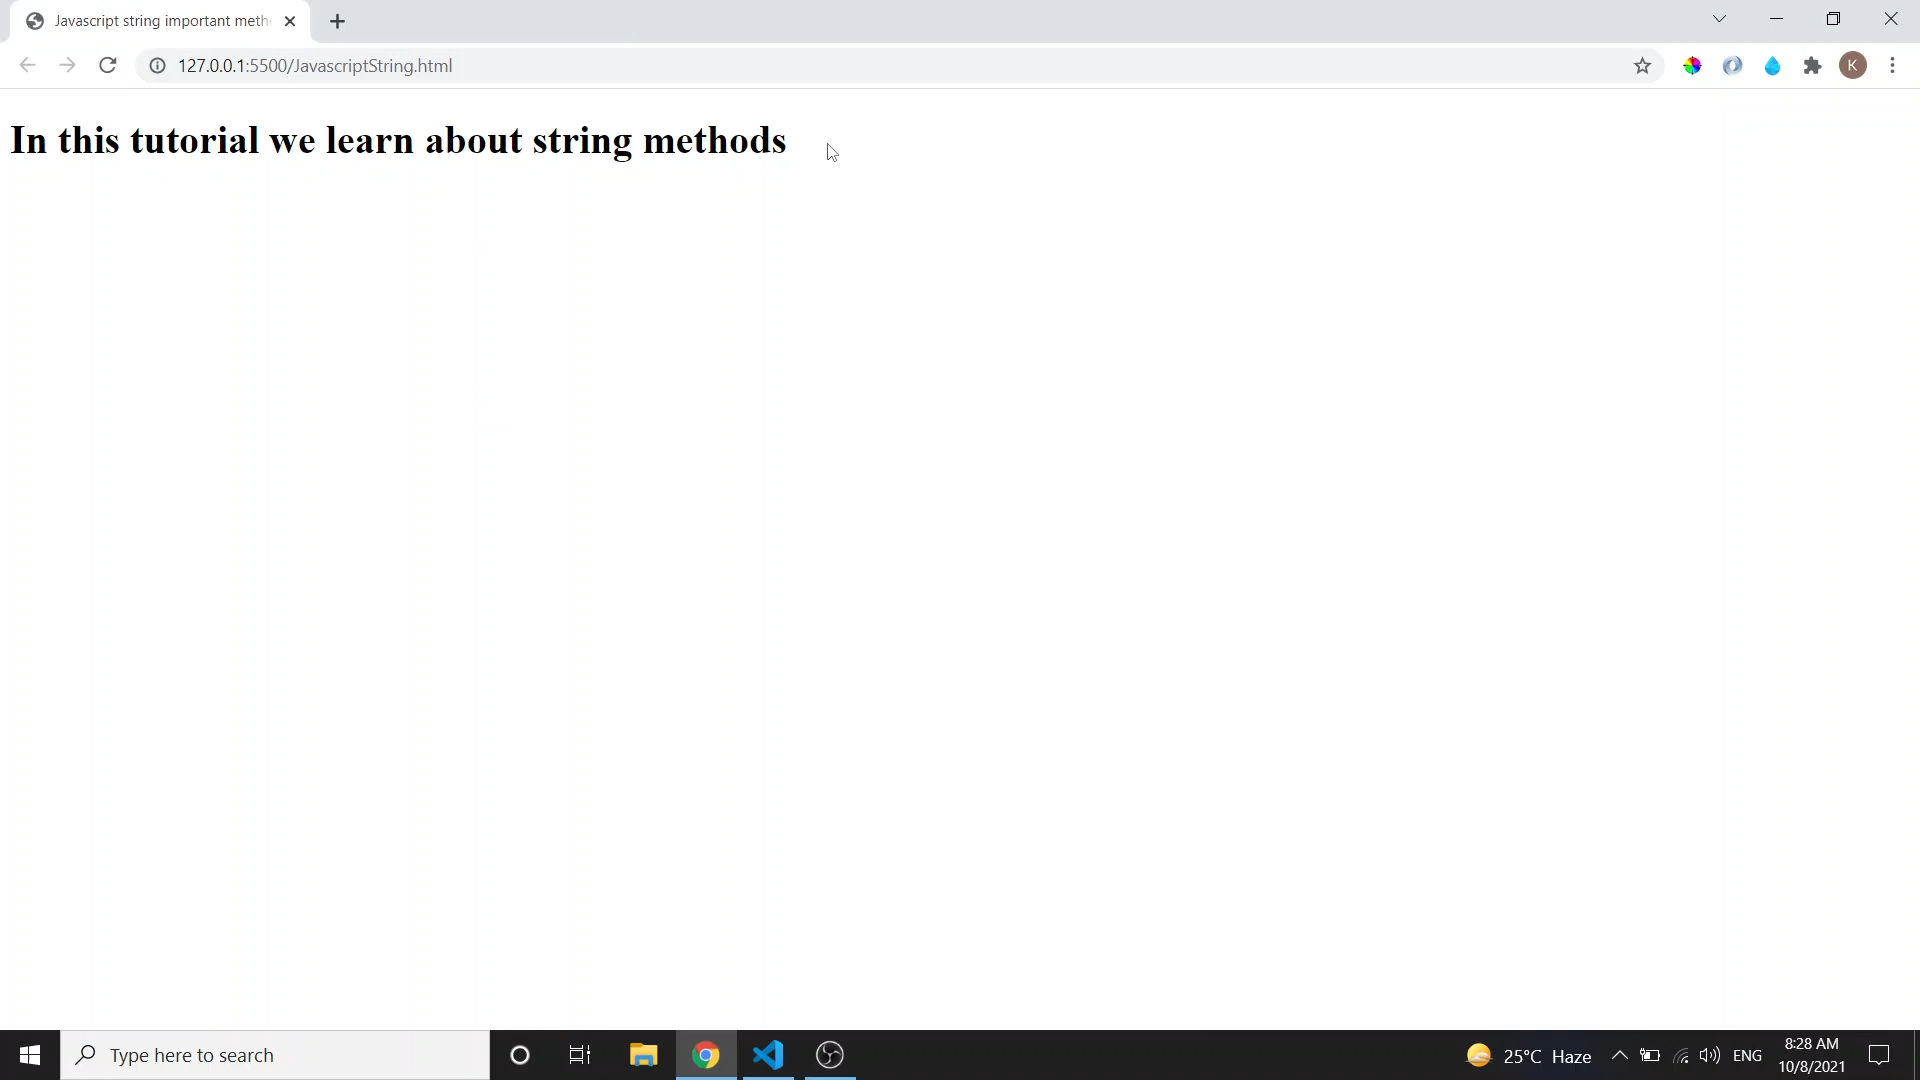 Javascript string important meth
127.0.0.1:5500/JavascriptString.html
K
In this tutorial we learn about string methods
Type here to search
25°C Haze
ENG
8:28 AM
10/8/2021